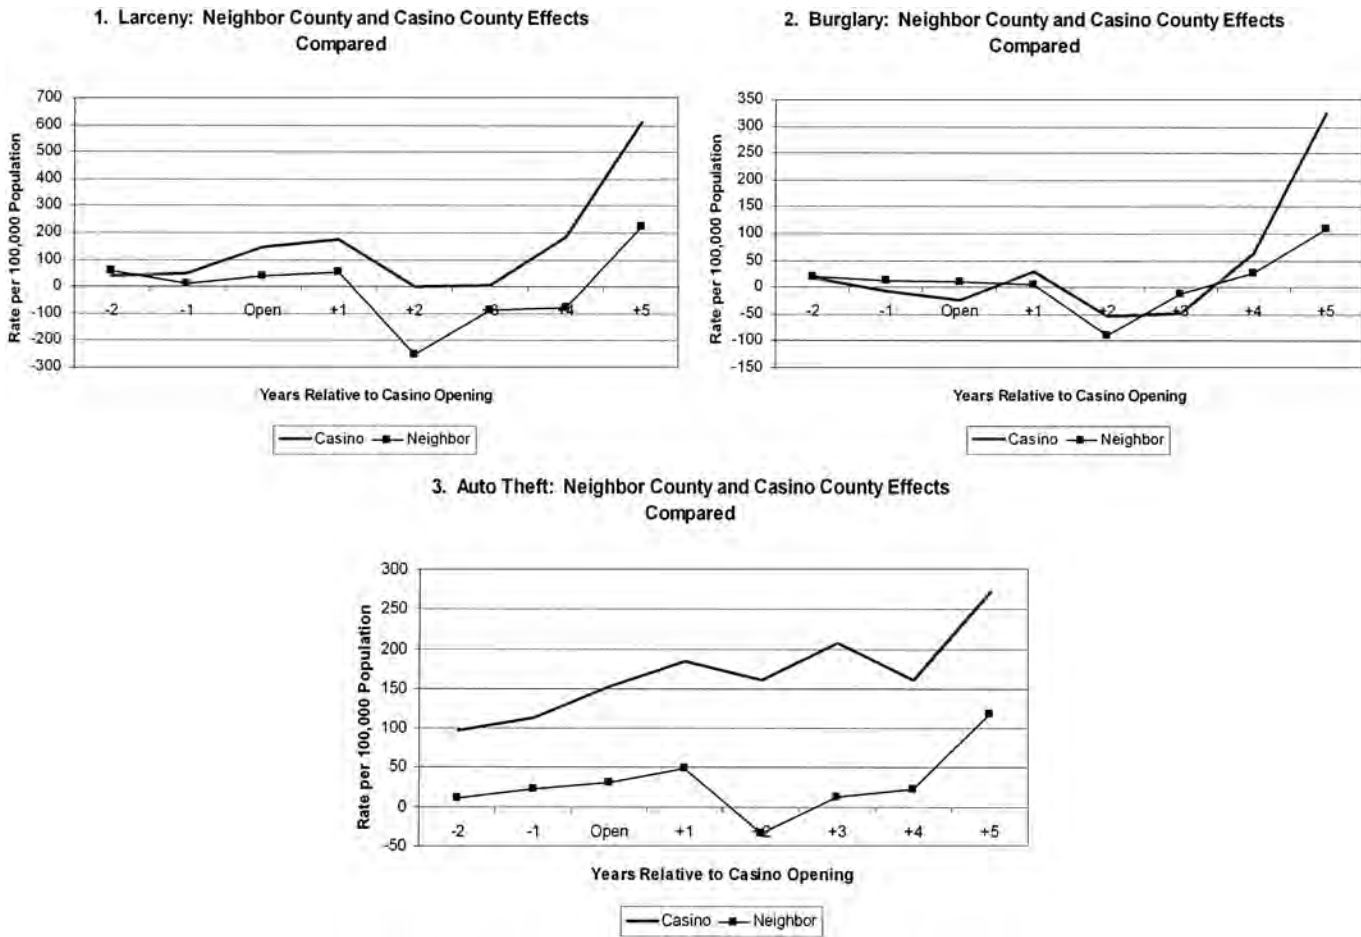 1. Larceny: Neighbor County and Casino County Effects
Compared
700
600
500
400
300
200
100
0
-100
-200
-300
Rate per 100,000 Population
-2
-1
Open
+1
+2
+3
+4
+5
Years Relative to Casino Opening
Casino
Neighbor
2. Burglary: Neighbor County and Casino County Effects
Compared
350
300
250
200
150
100
50
0
-50
-100
-150
Rate per 100,000 Population
-2
-1
Open
+1
+2
+3
+4
+5
Years Relative to Casino Opening
Casino
Neighbor
3. Auto Theft: Neighbor County and Casino County Effects
Compared
300
250
200
150
100
50
0
-50
Rate per 100,000 Population
-2
-1
Open
+1
+2
+3
+4
+5
Years Relative to Casino Opening
Casino
Neighbor